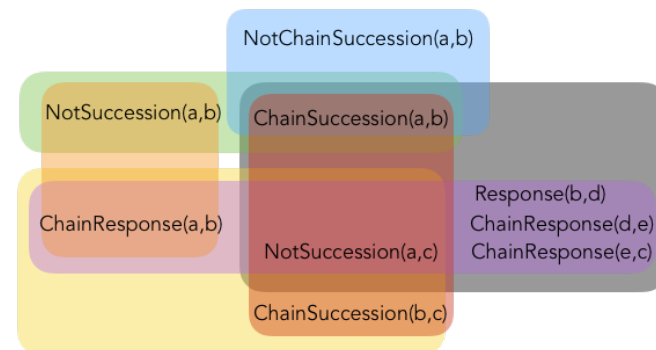 NotChainSuccession(a,b)
NotSuccession(a,b)
ChainSuccession(a,b)
Response(b,d)
ChainResponse(a,b)
ChainResponse(d,e)
NotSuccession(a,c)
ChainResponse(e,c)
ChainSuccession(b,c)